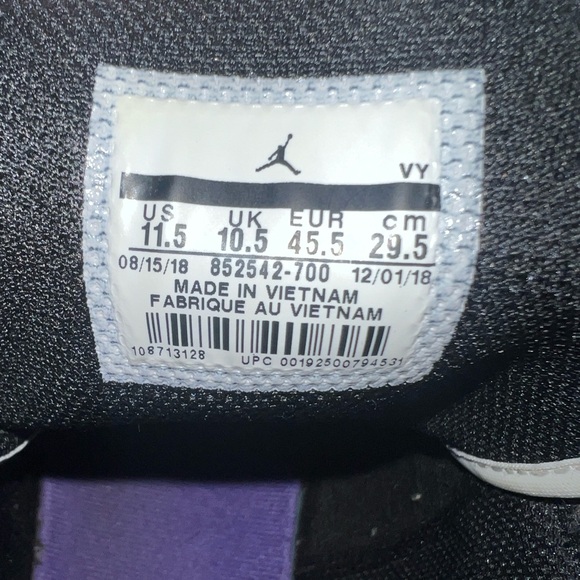 VY
US UK EUR cm
11.5 10.5 45.5 29.5
08/15/18 852542-700 12/01/18
MADE IN VIETNAM
FABRIQUE AU VIETNAM
108713128 UPC 00192500794531